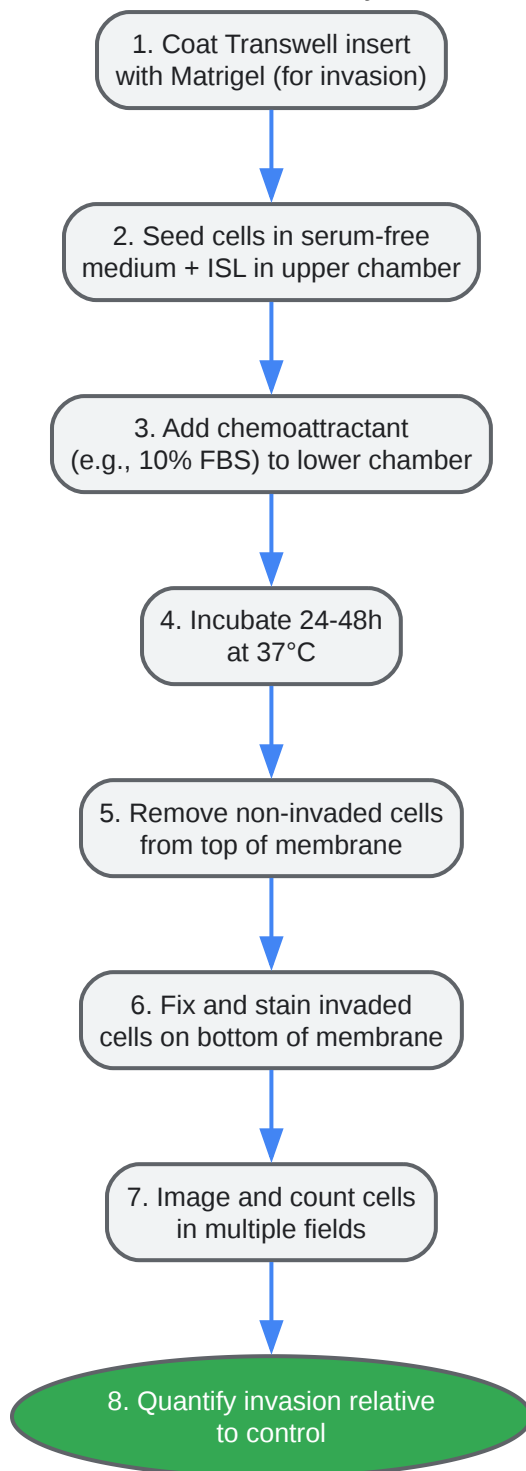 1. Coat Transwell insert
with Matrigel (for invasion)
2. Seed cells in serum-free
medium + ISL in upper chamber
3. Add chemoattractant
(e.g., 10% FBS) to lower chamber
4. Incubate 24-48h
at 37°C
5. Remove non-invaded cells
from top of membrane
6. Fix and stain invaded
cells on bottom of membrane
7. Image and count cells
in multiple fields
8. Quantify invasion relative
to control